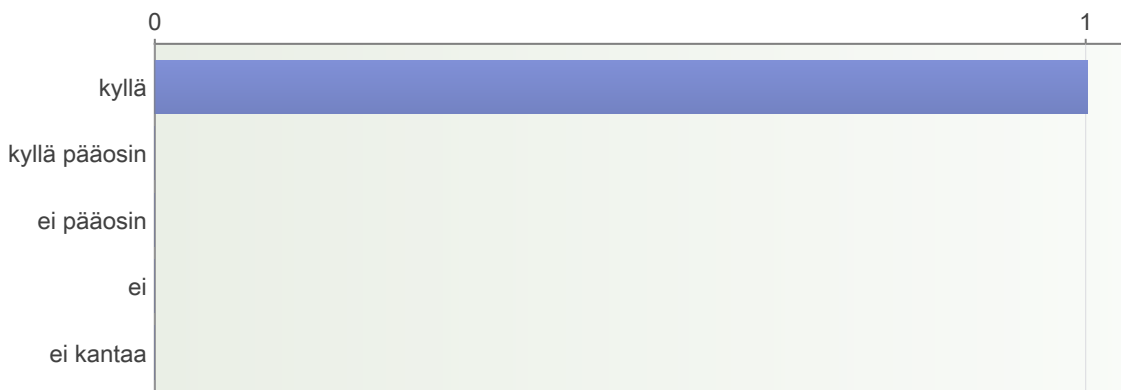 0 1
kyllä
kyllä pääosin
ei pääosin
ei
ei kantaa